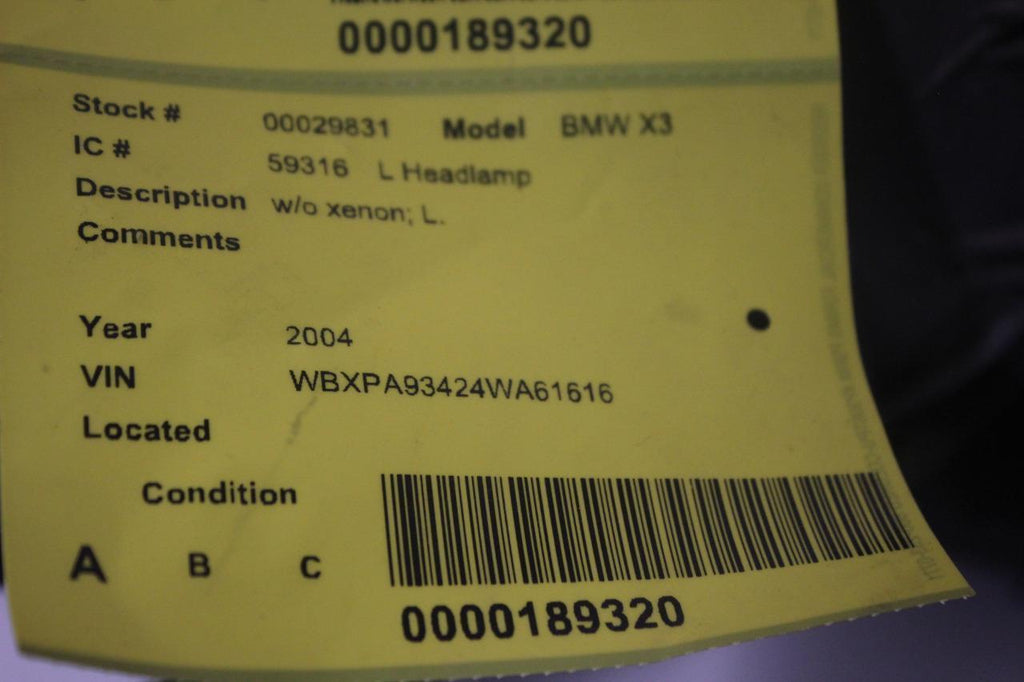 0000189320
Stock # 00029831 Model BMW X3
IC # 59316 L Headlamp
Description w/o xenon; L.
Comments
Year 2004
VIN WBXPA93424WA61616
Located
Condition
A B C
0000189320